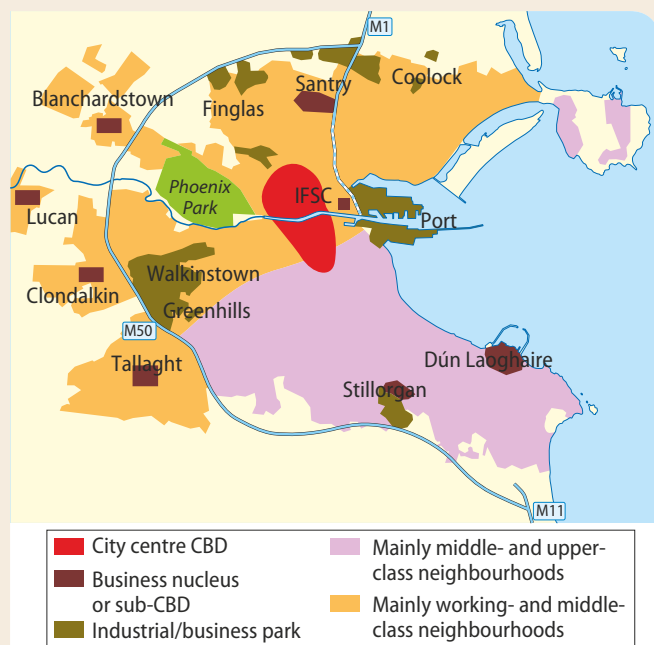 M1
Santry
Coolock
Blanchardstown
Finglas
Phoenix
Park
IFSC
Lucan
Port
Walkinstown
Clondalkin
Greenhills
M50
Dún Laoghaire
Tallaght
Stillorgan
M11
City centre CBD
Business nucleus
or sub-CBD
Industrial/business park
Mainly middle- and upper-
class neighbourhoods
Mainly working- and middle-
class neighbourhoods